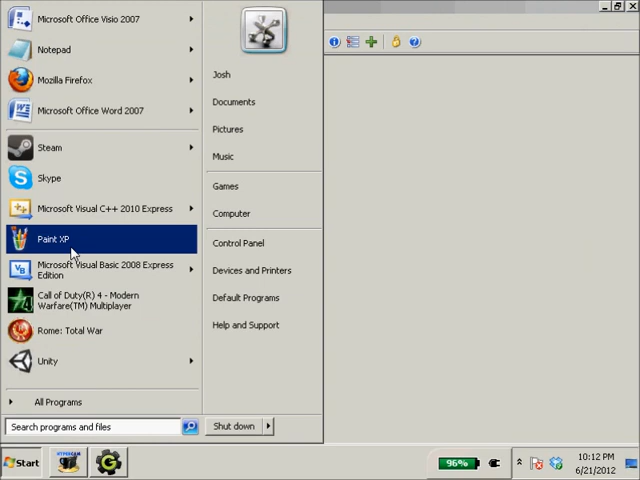 Microsoft Office Visio 2007
Notepad
Mozilla Firefox
Microsoft Office Word 2007
Steam
Skype
Microsoft Visual C++ 2010 Express
Paint XP
Microsoft Visual Basic 2008 Express
Edition
Call of Duty(R) 4 - Modern
Warfare(TM) Multiplayer
Rome: Total War
Unity
All Programs
Search programs and files
Josh
Documents
Pictures
Music
Games
Computer
Control Panel
Devices and Printers
Default Programs
Help and Support
Shut down
Start
HYPERCAM
96%
10:12 PM
6/21/2012